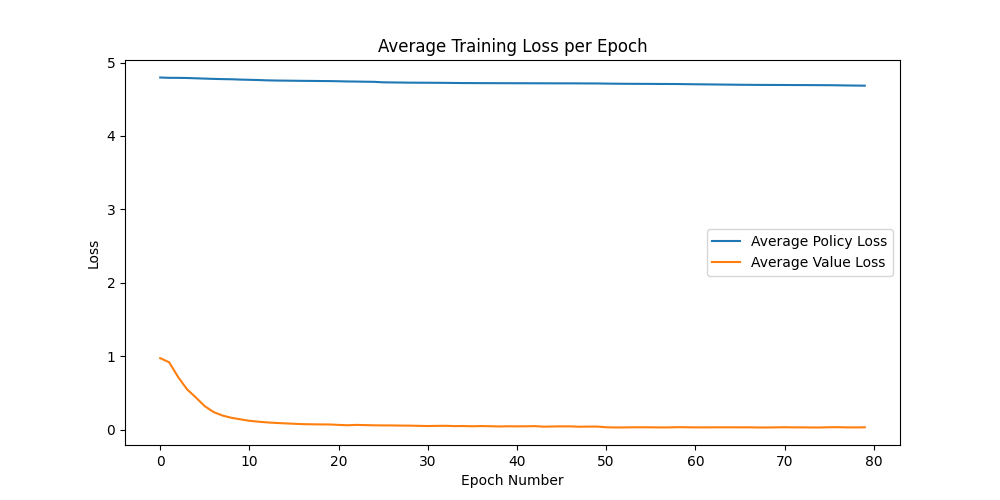 Average Training Loss per Epoch
5
4
3
2
1
0
Loss
Average Policy Loss
Average Value Loss
0 10 20 30 40 50 60 70 80
Epoch Number